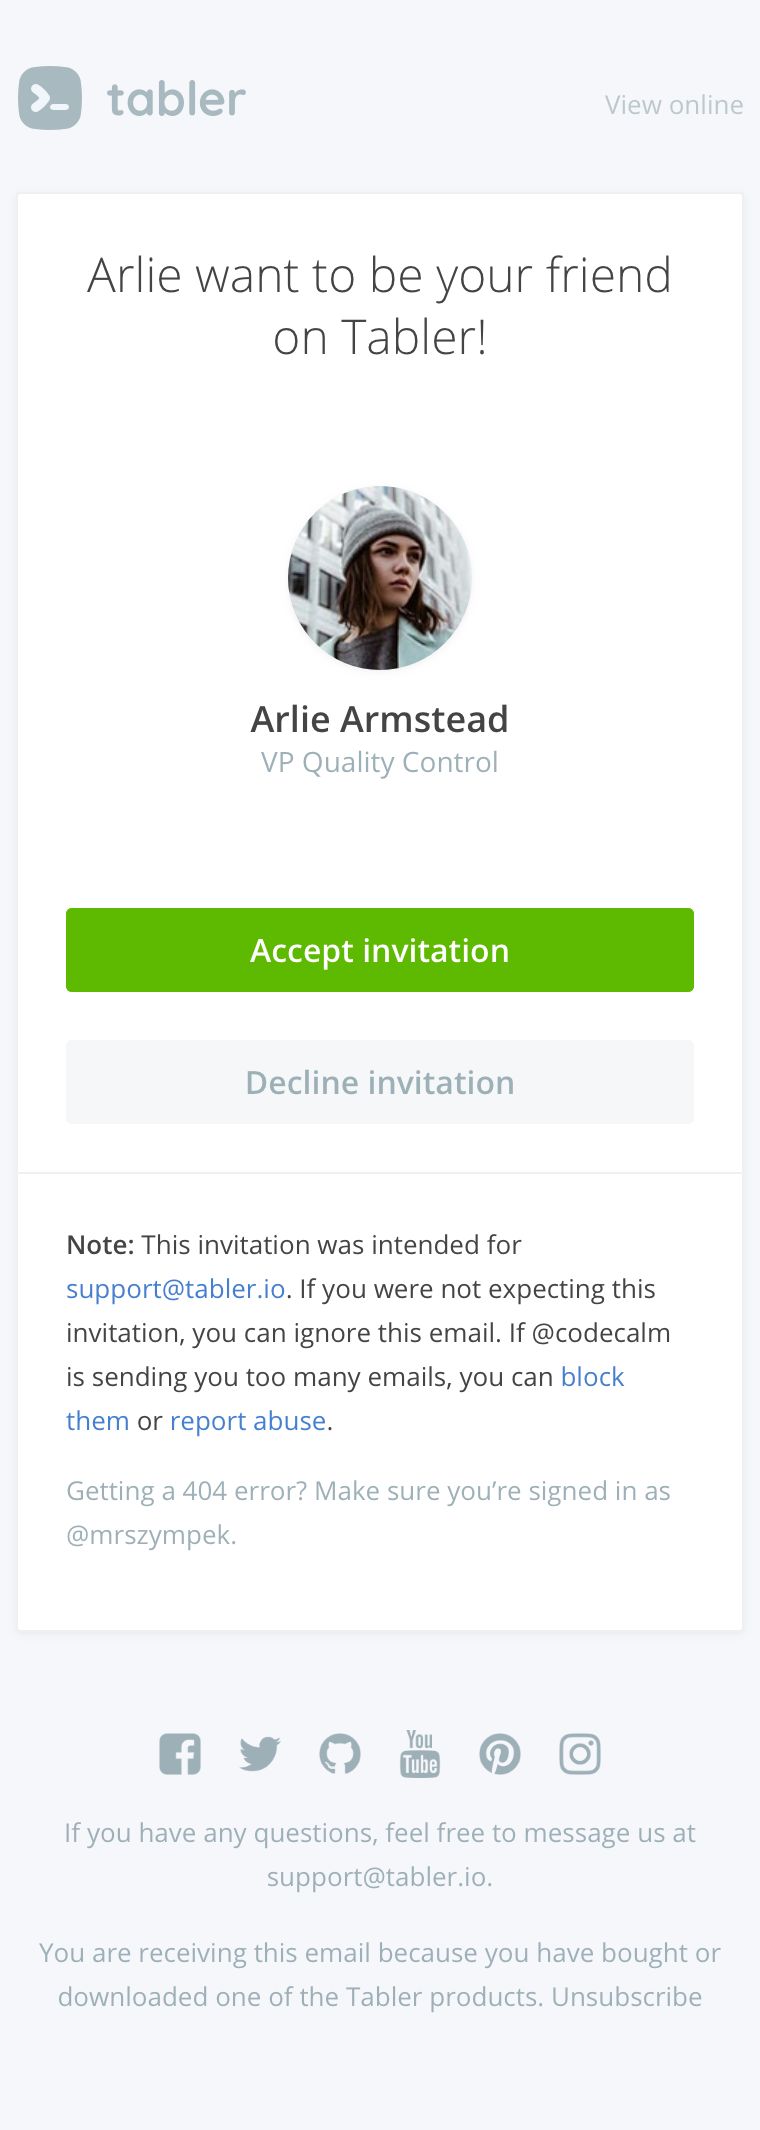 tabler
View online
Arlie want to be your friend
on Tabler!
Arlie Armstead
VP Quality Control
Accept invitation
Decline invitation
Note: This invitation was intended for
support@tabler.io. If you were not expecting this
invitation, you can ignore this email. If @codecalm
is sending you too many emails, you can block
them or report abuse.
Getting a 404 error? Make sure you’re signed in as
@mrszympek.
You
Tube
If you have any questions, feel free to message us at
support@tabler.io.
You are receiving this email because you have bought or
downloaded one of the Tabler products. Unsubscribe